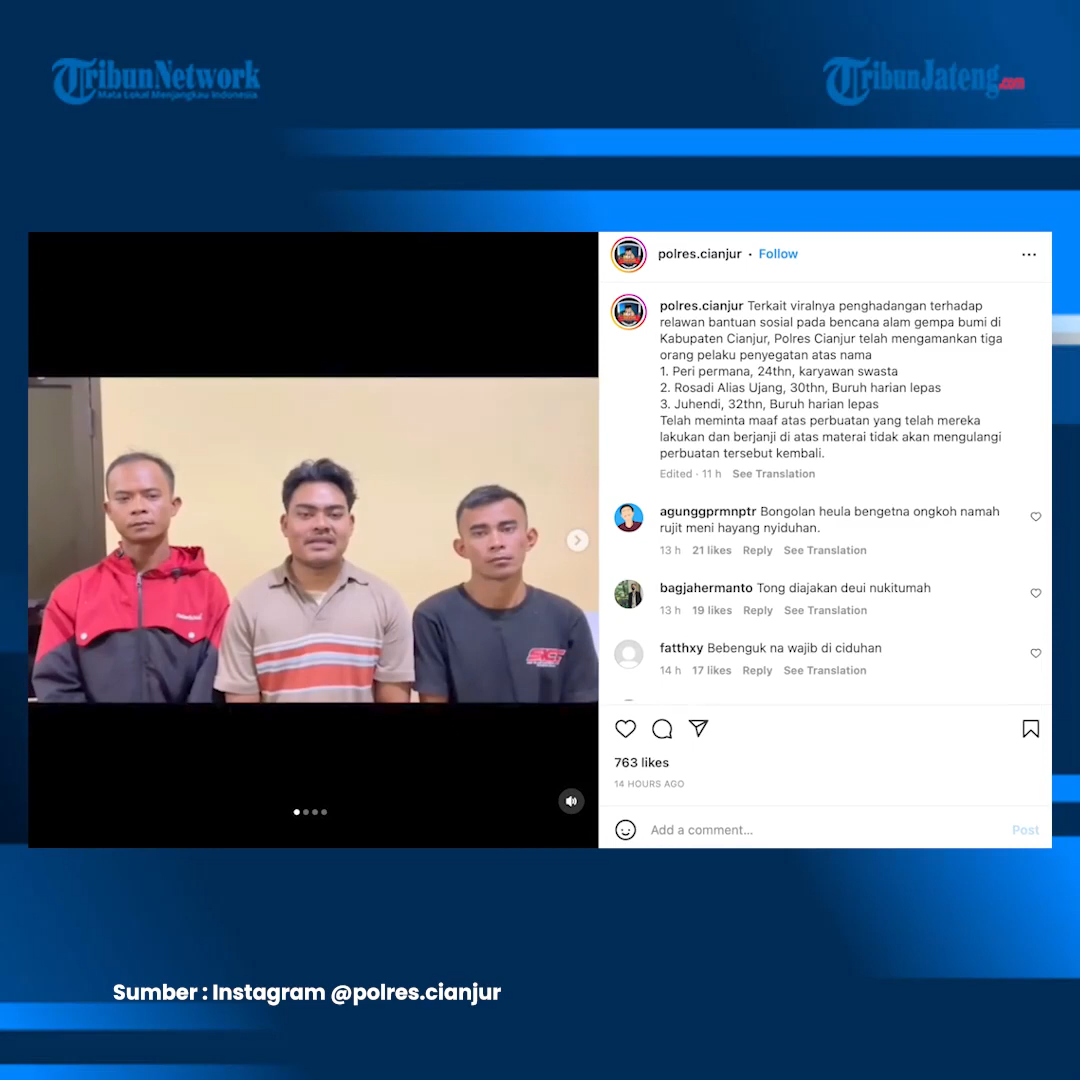 TribunNetwork
Mata Lokal Menjangkau Indonesia
TribunJateng.com
polres.cianjur • Follow
polres.cianjur Terkait viralnya penghadangan terhadap
relawan bantuan sosial pada bencana alam gempa bumi di
Kabupaten Cianjur, Polres Cianjur telah mengamankan tiga
orang pelaku penyegatan atas nama
1. Peri permana, 24thn, karyawan swasta
2. Rosadi Alias Ujang, 30thn, Buruh harian lepas
3. Juhendi, 32thn, Buruh harian lepas
Telah meminta maaf atas perbuatan yang telah mereka
lakukan dan berjanji di atas materai tidak akan mengulangi
perbuatan tersebut kembali.
Edited · 11 h See Translation
agunggprmnptr Bongolan heula bengetna ongkoh namah
rujit meni hayang nyiduhan.
13 h 21 likes Reply See Translation
bagjahermanto Tong diajakan deui nukitumah
13 h 19 likes Reply See Translation
fatthxy Bebenguk na wajib di ciduhan
14 h 17 likes Reply See Translation
763 likes
14 HOURS AGO
Add a comment...
Post
Sumber : Instagram @polres.cianjur